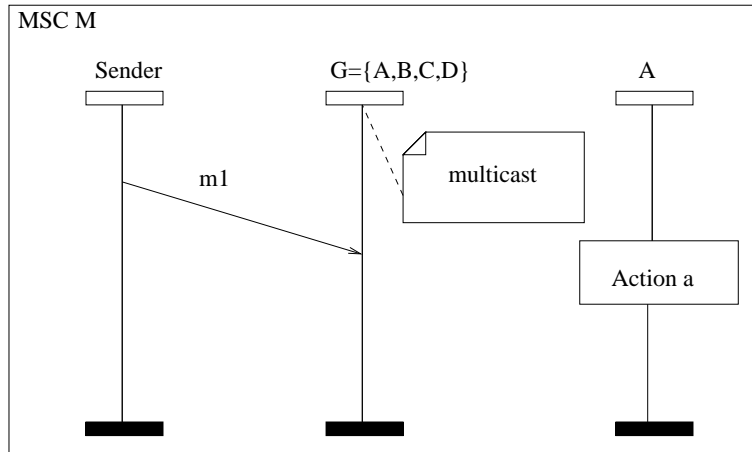 MSC M
Sender
G={A,B,C,D}
A
m1
multicast
Action a